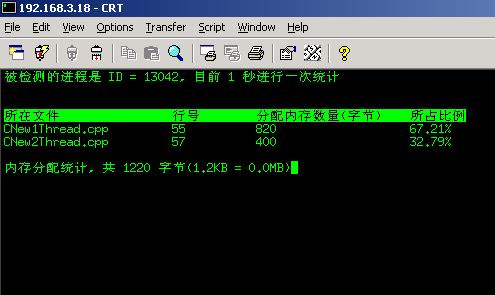 192.168.3.18 - CRT
File Edit View Options Transfer Script Window Help
被检测的进程是 ID = 13042, 目前 1 秒进行一次统计
所在文件 行号 分配内存数量(字节) 所占比例
CNew1Thread.cpp 55 820 67.21%
CNew2Thread.cpp 57 400 32.79%
内存分配统计, 共 1220 字节(1.2KB = 0.0MB)